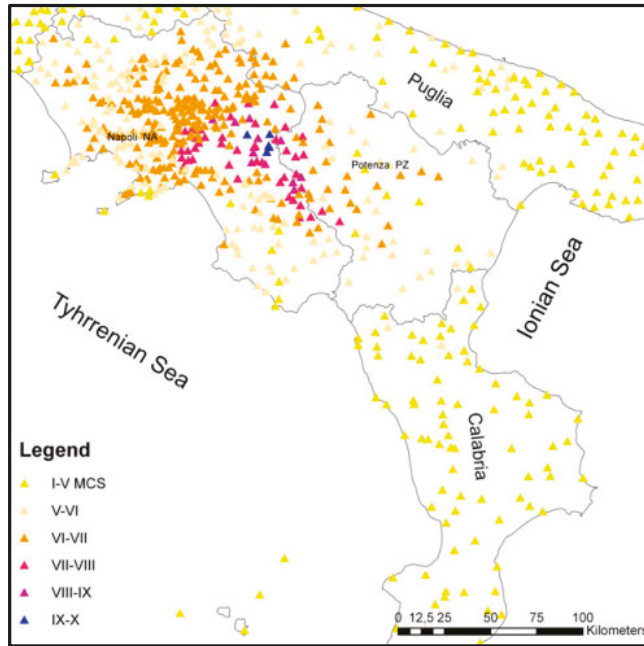 Puglia
Napoli NA
Potenza PZ
Ionian Sea
Tyhrrenian Sea
Calabria
Legend
I-V MCS
V-VI
VI-VII
VII-VIII
VIII-IX
IX-X
0 12,5 25 50 75 100
Kilometers